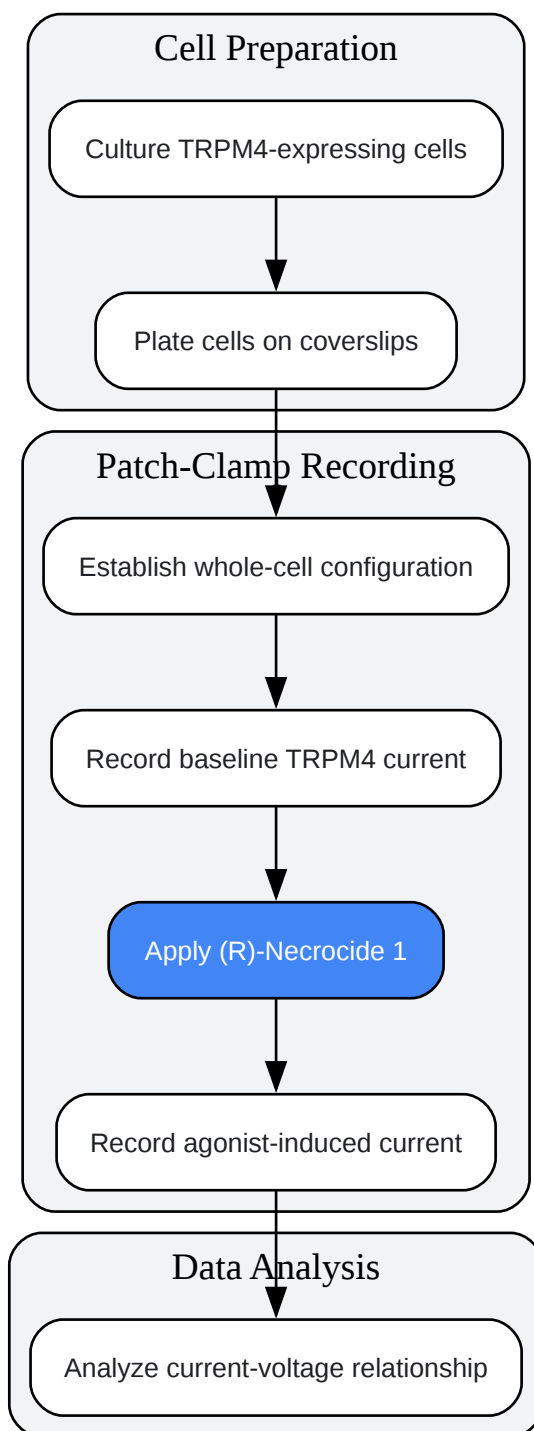 Cell Preparation
Culture TRPM4-expressing cells
Plate cells on coverslips
Patch-Clamp Recording
Establish whole-cell configuration
Record baseline TRPM4 current
Apply (R)-Necrocide 1
Record agonist-induced current
Data Analysis
Analyze current-voltage relationship